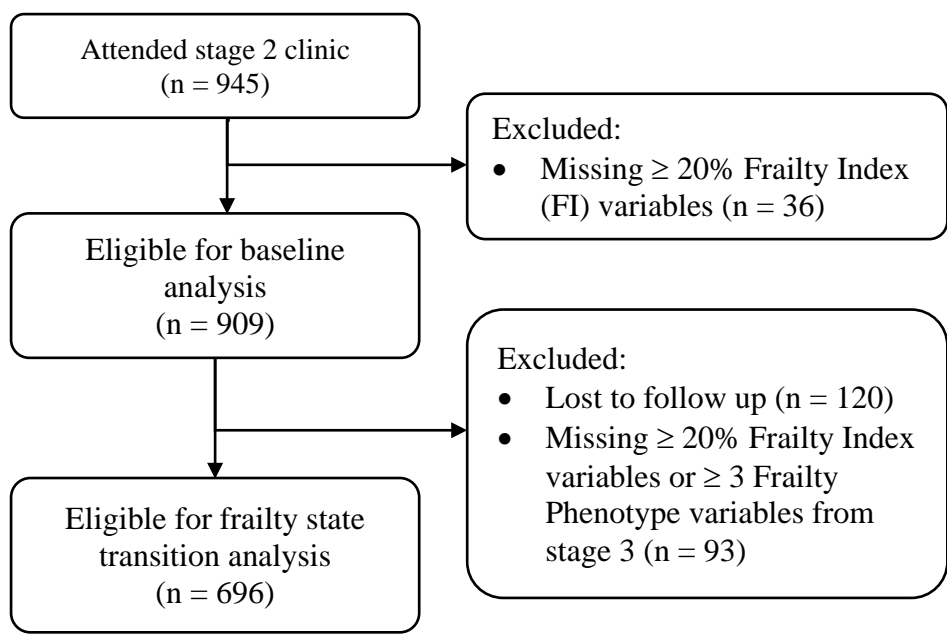 Attended stage 2 clinic
(n = 945)
Excluded:
• Missing ≥ 20% Frailty Index
(FI) variables (n = 36)
Eligible for baseline
analysis
(n = 909)
Excluded:
• Lost to follow up (n = 120)
• Missing ≥ 20% Frailty Index
variables or ≥ 3 Frailty
Phenotype variables from
stage 3 (n = 93)
Eligible for frailty state
transition analysis
(n = 696)